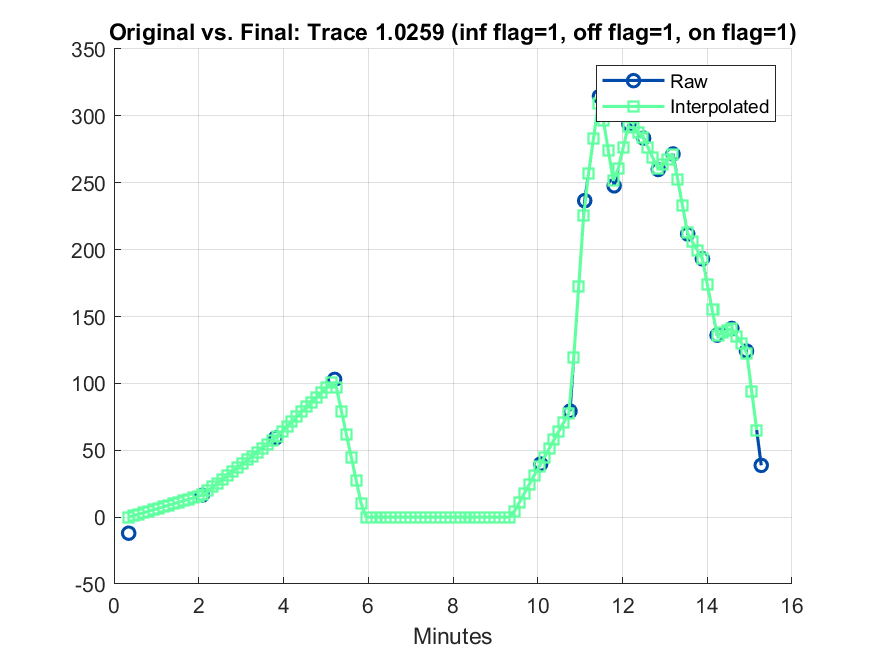 Original vs. Final: Trace 1.0259 (inf flag=1, off flag=1, on flag=1)
350
300
250
200
150
100
50
0
-50
Raw
Interpolated
0 2 4 6 8 10 12 14 16
Minutes